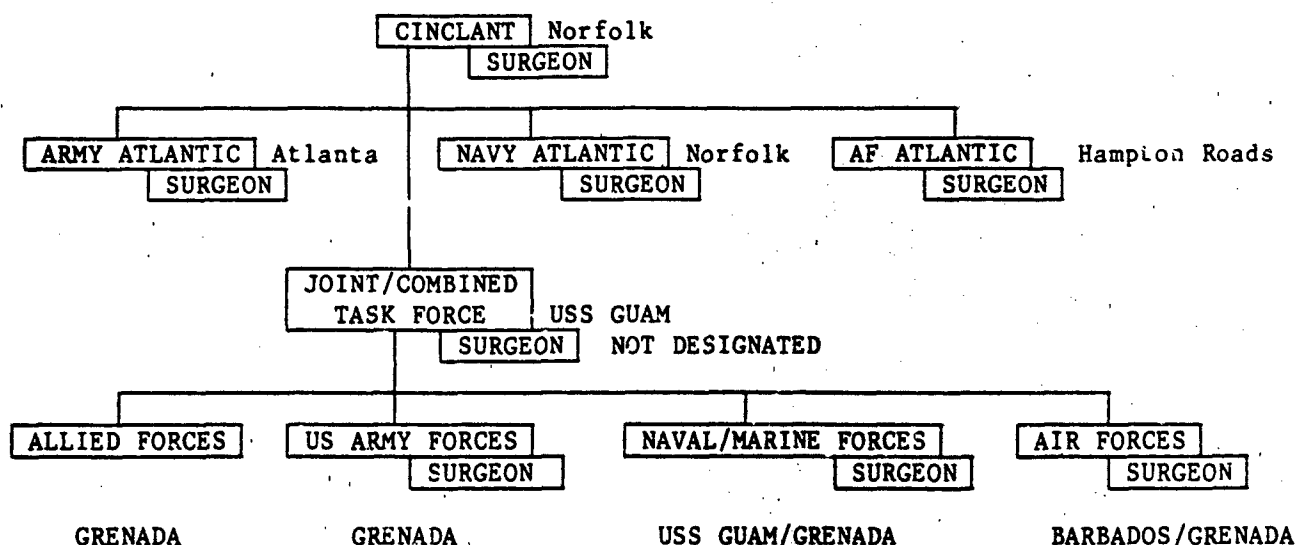 CINCLANT Norfolk
SURGEON
ARMY ATLANTIC Atlanta NAVY ATLANTIC Norfolk AF ATLANTIC Hampion Roads
SURGEON SURGEON SURGEON
JOINT/COMBINED
TASK FORCE USS GUAM
SURGEON NOT DESIGNATED
ALLIED FORCES US ARMY FORCES NAVAL/MARINE FORCES AIR FORCES
SURGEON SURGEON SURGEON
GRENADA GRENADA USS GUAM/GRENADA BARBADOS/GRENADA